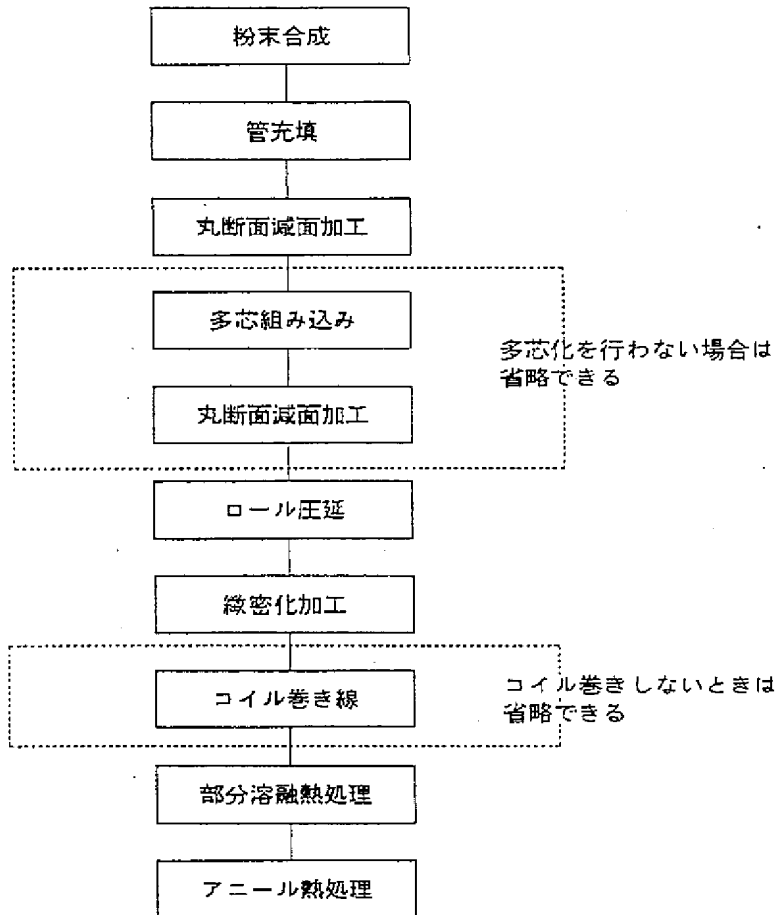 粉末合成
管充填
丸断面減面加工
多芯組み込み
多芯化を行わない場合は
省略できる
丸断面減面加工
ロール圧延
緻密化加工
コイル巻き線
コイル巻きしないときは
省略できる
部分溶融熱処理
アニール熱処理